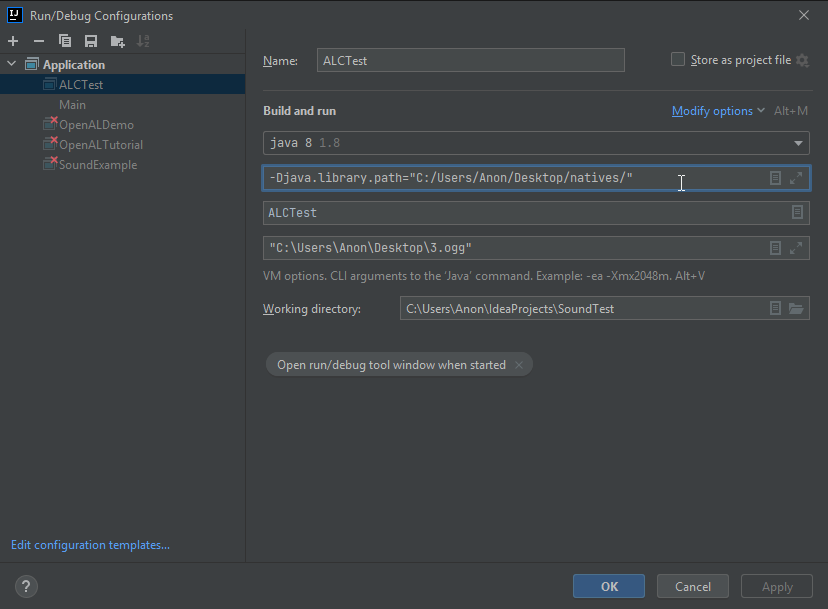 IJ Run/Debug Configurations
Application
ALCTest
Main
OpenALDemo
OpenALTutorial
SoundExample
Edit configuration templates...
?
Name: ALCTest Store as project file
Build and run Modify options Alt+M
java 8 1.8
-Djava.library.path="C:/Users/Anon/Desktop/natives/"
ALCTest
"C:\Users\Anon\Desktop\3.ogg"
VM options. CLI arguments to the 'Java' command. Example: -ea -Xmx2048m. Alt+V
Working directory: C:\Users\Anon\IdeaProjects\SoundTest
Open run/debug tool window when started
OK Cancel Apply